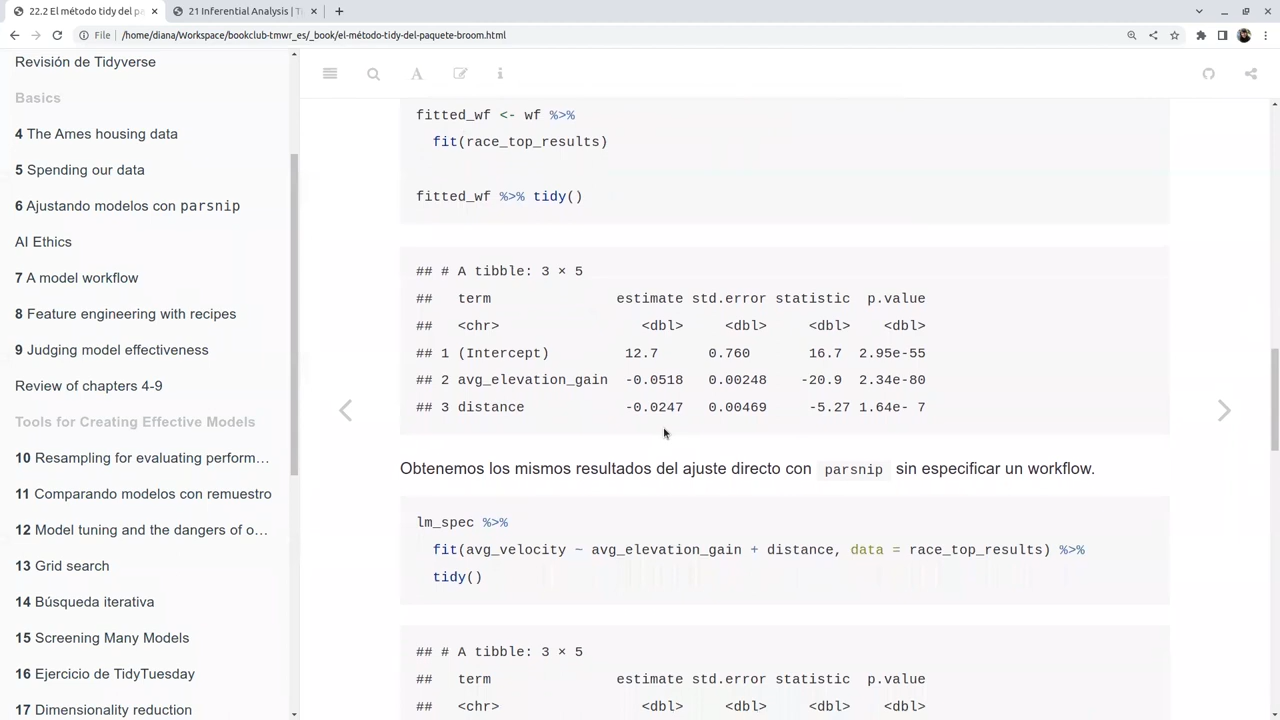 22.2 El método tidy del pa
21 Inferential Analysis | T
File
/home/diana/Workspace/bookclub-tmwr_es/_book/el-método-tidy-del-paquete-broom.html
Revisión de Tidyverse
Basics
4 The Ames housing data
5 Spending our data
6 Ajustando modelos con parsnip
AI Ethics
7 A model workflow
8 Feature engineering with recipes
9 Judging model effectiveness
Review of chapters 4-9
Tools for Creating Effective Models
10 Resampling for evaluating perform…
11 Comparando modelos con remuestro
12 Model tuning and the dangers of o…
13 Grid search
14 Búsqueda iterativa
15 Screening Many Models
16 Ejercicio de TidyTuesday
17 Dimensionality reduction
fitted_wf <- wf %>%
fit(race_top_results)
fitted_wf %>% tidy()
## # A tibble: 3 × 5
## term estimate std.error statistic p.value
## <chr> <dbl> <dbl> <dbl> <dbl>
## 1 (Intercept) 12.7 0.760 16.7 2.95e-55
## 2 avg_elevation_gain -0.0518 0.00248 -20.9 2.34e-80
## 3 distance -0.0247 0.00469 -5.27 1.64e- 7
Obtenemos los mismos resultados del ajuste directo con parsnip sin especificar un workflow.
lm_spec %>%
fit(avg_velocity ~ avg_elevation_gain + distance, data = race_top_results) %>%
tidy()
## # A tibble: 3 × 5
## term estimate std.error statistic p.value
## <chr> <dbl> <dbl> <dbl> <dbl>